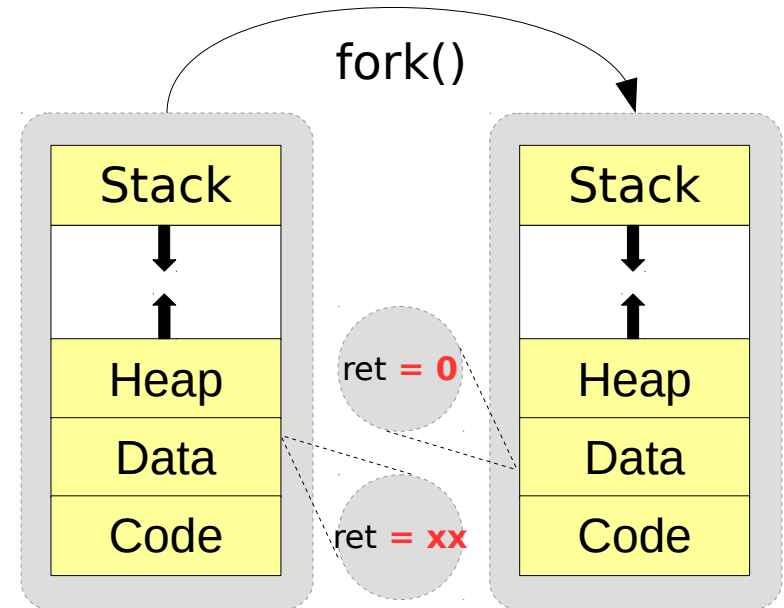 fork()
Stack
Heap
Data
Code
ret = 0
ret = xx
Stack
Heap
Data
Code